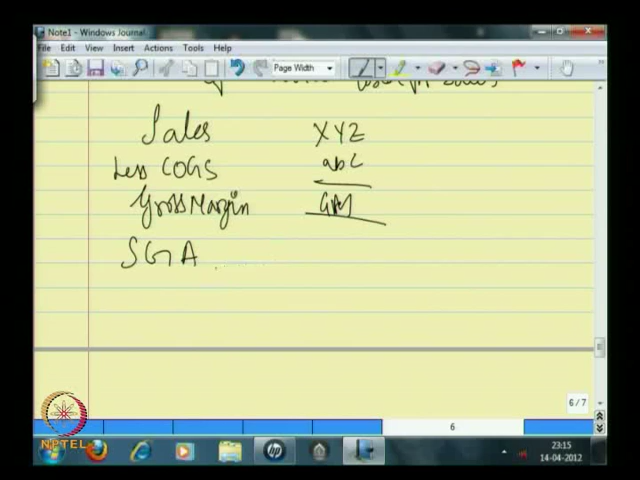 Note1 - Windows Journal
File Edit View Insert Actions Tools Help
Page Width
Sales XYZ
Less COGS abc
Gross Margin GM
SGA
6/7
6
NPTEL
hp
23:15
14-04-2012